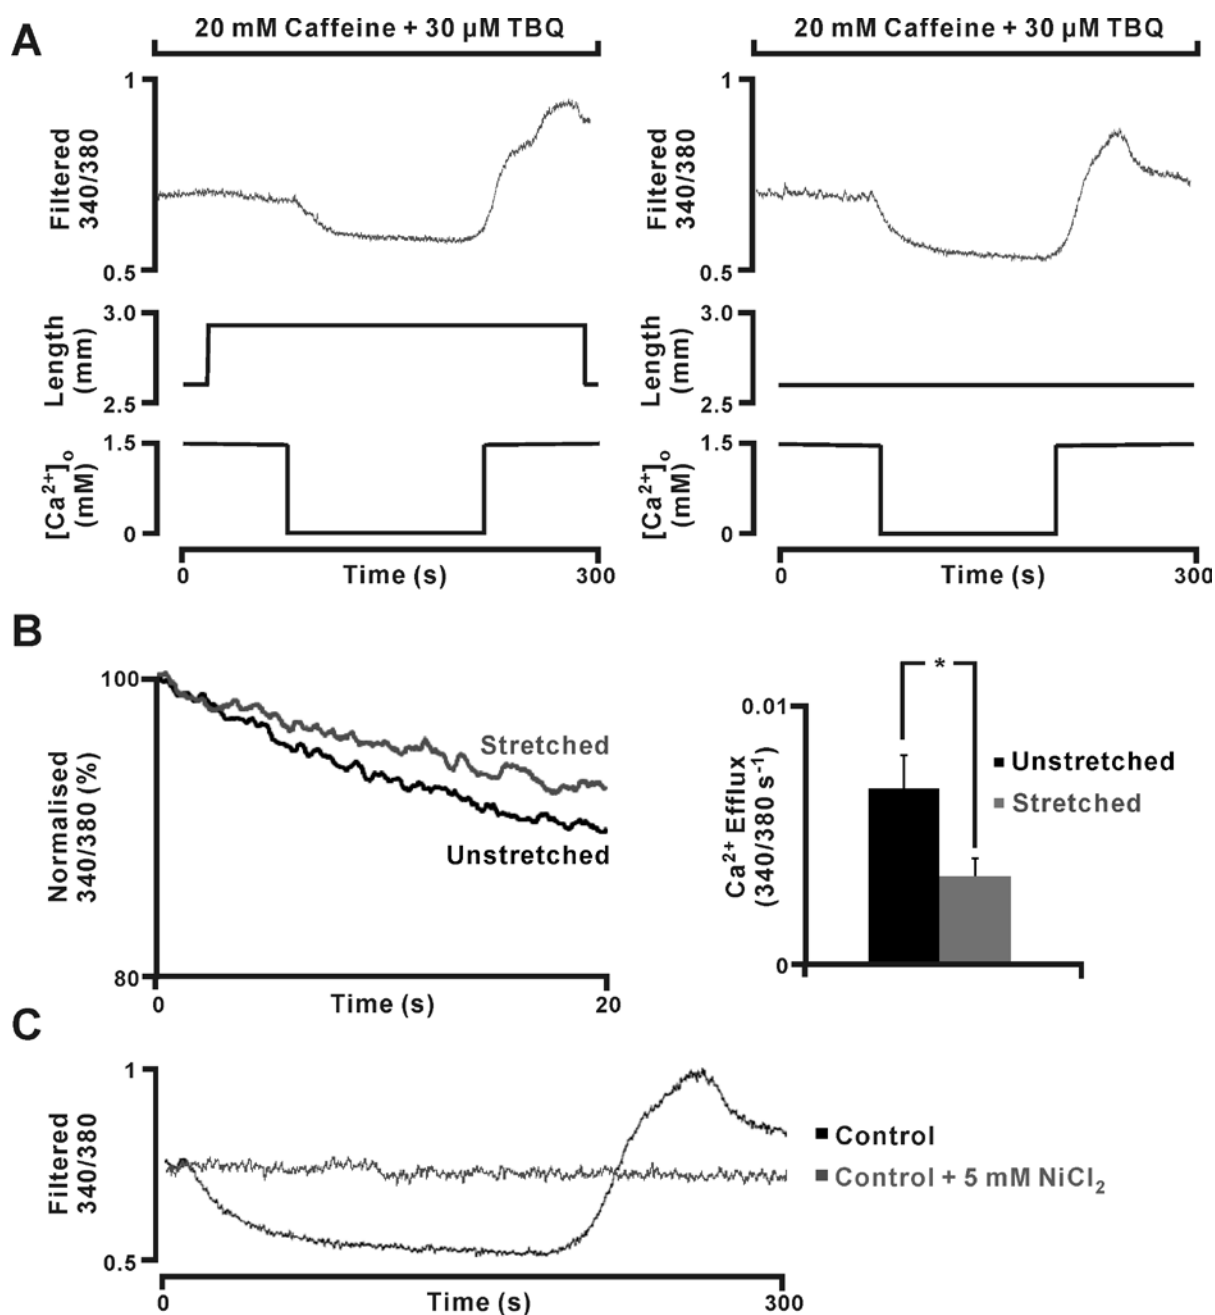 A
20 mM Caffeine + 30 µM TBQ
1
Filtered
340/380
0.5
3.0
Length
(mm)
2.5
1.5
[Ca²⁺]ₒ
(mM)
0
0
Time (s)
300
20 mM Caffeine + 30 µM TBQ
1
Filtered
340/380
0.5
3.0
Length
(mm)
2.5
1.5
[Ca²⁺]ₒ
(mM)
0
0
Time (s)
300
B
100
Normalised
340/380 (%)
80
Stretched
Unstretched
0
Time (s)
20
*
0.01
Ca²⁺ Efflux
(340/380 s⁻¹)
0
Unstretched
Stretched
C
1
Filtered
340/380
0.5
0
Time (s)
300
Control
Control + 5 mM NiCl₂